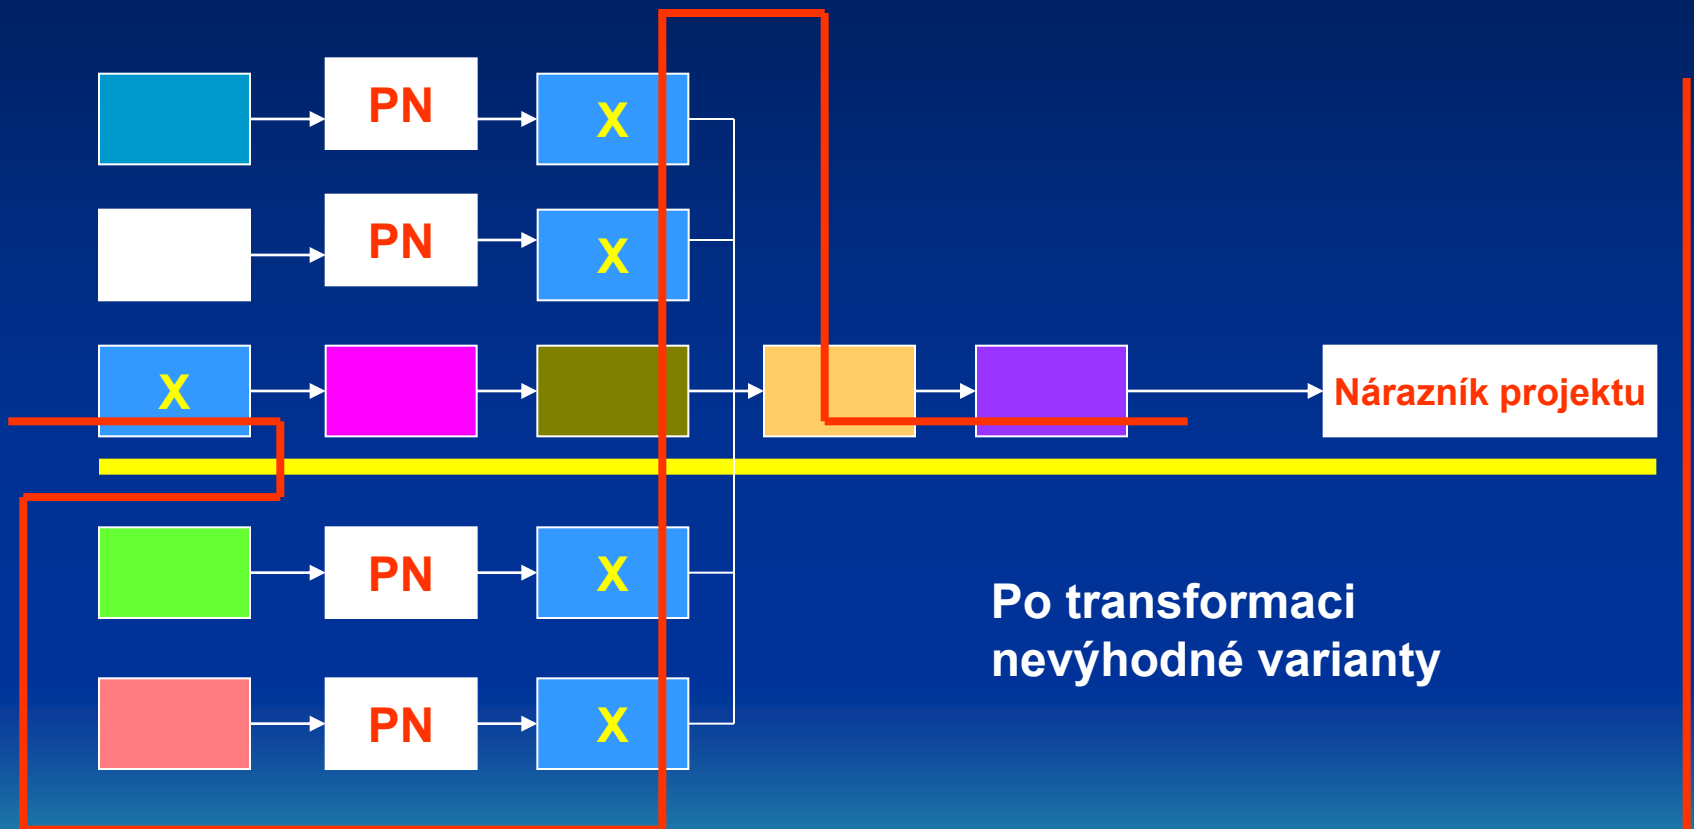 PN
X
PN
X
X
Nárazník projektu
PN
X
PN
X
Po transformaci
nevýhodné varianty